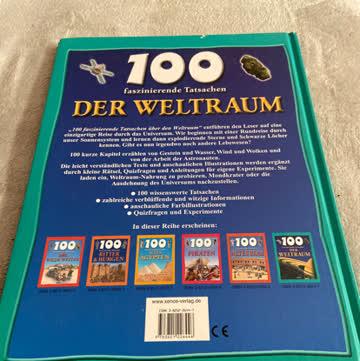 100
faszinierende Tatsachen
DER WELTRAUM
„100 faszinierende Tatsachen über den Weltraum“ entführen den Leser auf eine
einzigartige Reise durch das Universum. Wir beginnen mit einer Rundreise durch
unser Sonnensystem und lernen dann explodierende Sterne und Schwarze Löcher
kennen. Gibt es nun irgendwo noch andere Lebewesen?
100 kurze Kapitel erzählen von Gestein und Wasser, Wind und Wolken und
von der Arbeit der Astronauten.
Die leicht verständlichen Texte und anschaulichen Illustrationen werden ergänzt
durch kleine Rätsel, Quizfragen und Anleitungen für eigene Experimente. Sie
laden ein, Weltraum-Nahrung zu probieren, Mondkrater oder die
Ausdehnung des Universums nachzustellen.
• 100 wissenswerte Tatsachen
• zahlreiche verblüffende und witzige Informationen
• anschauliche Farbillustrationen
• Quizfragen und Experimente
In dieser Reihe erscheinen:
100
100
RITTER
& BURGEN
100
ÄGYPTEN
100
PIRATEN
100
100
DER
WELTRAUM
www.xenos-verlag.de